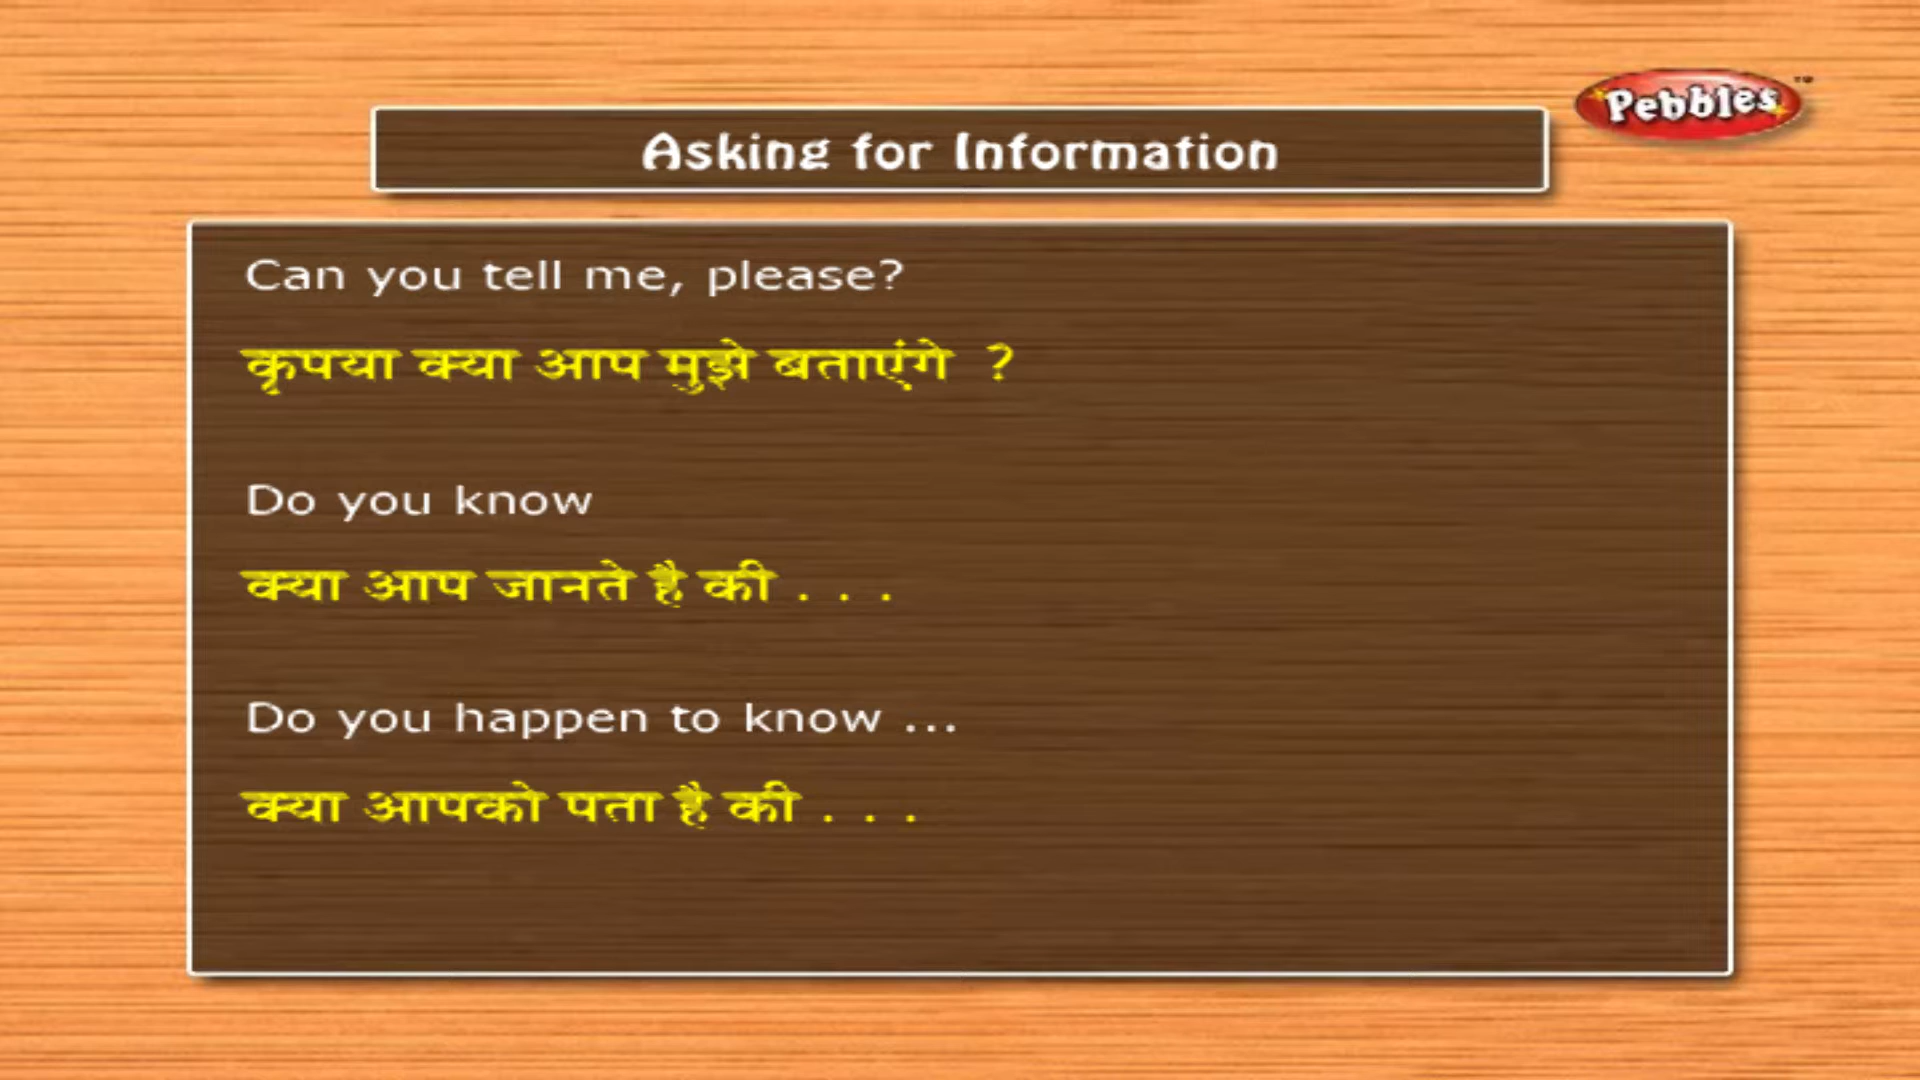 Pebbles™
Asking for Information
Can you tell me, please?
कृपया क्या आप मुझे बताएंगे ?
Do you know
क्या आप जानते है की . . .
Do you happen to know ...
क्या आपको पता है की . . .